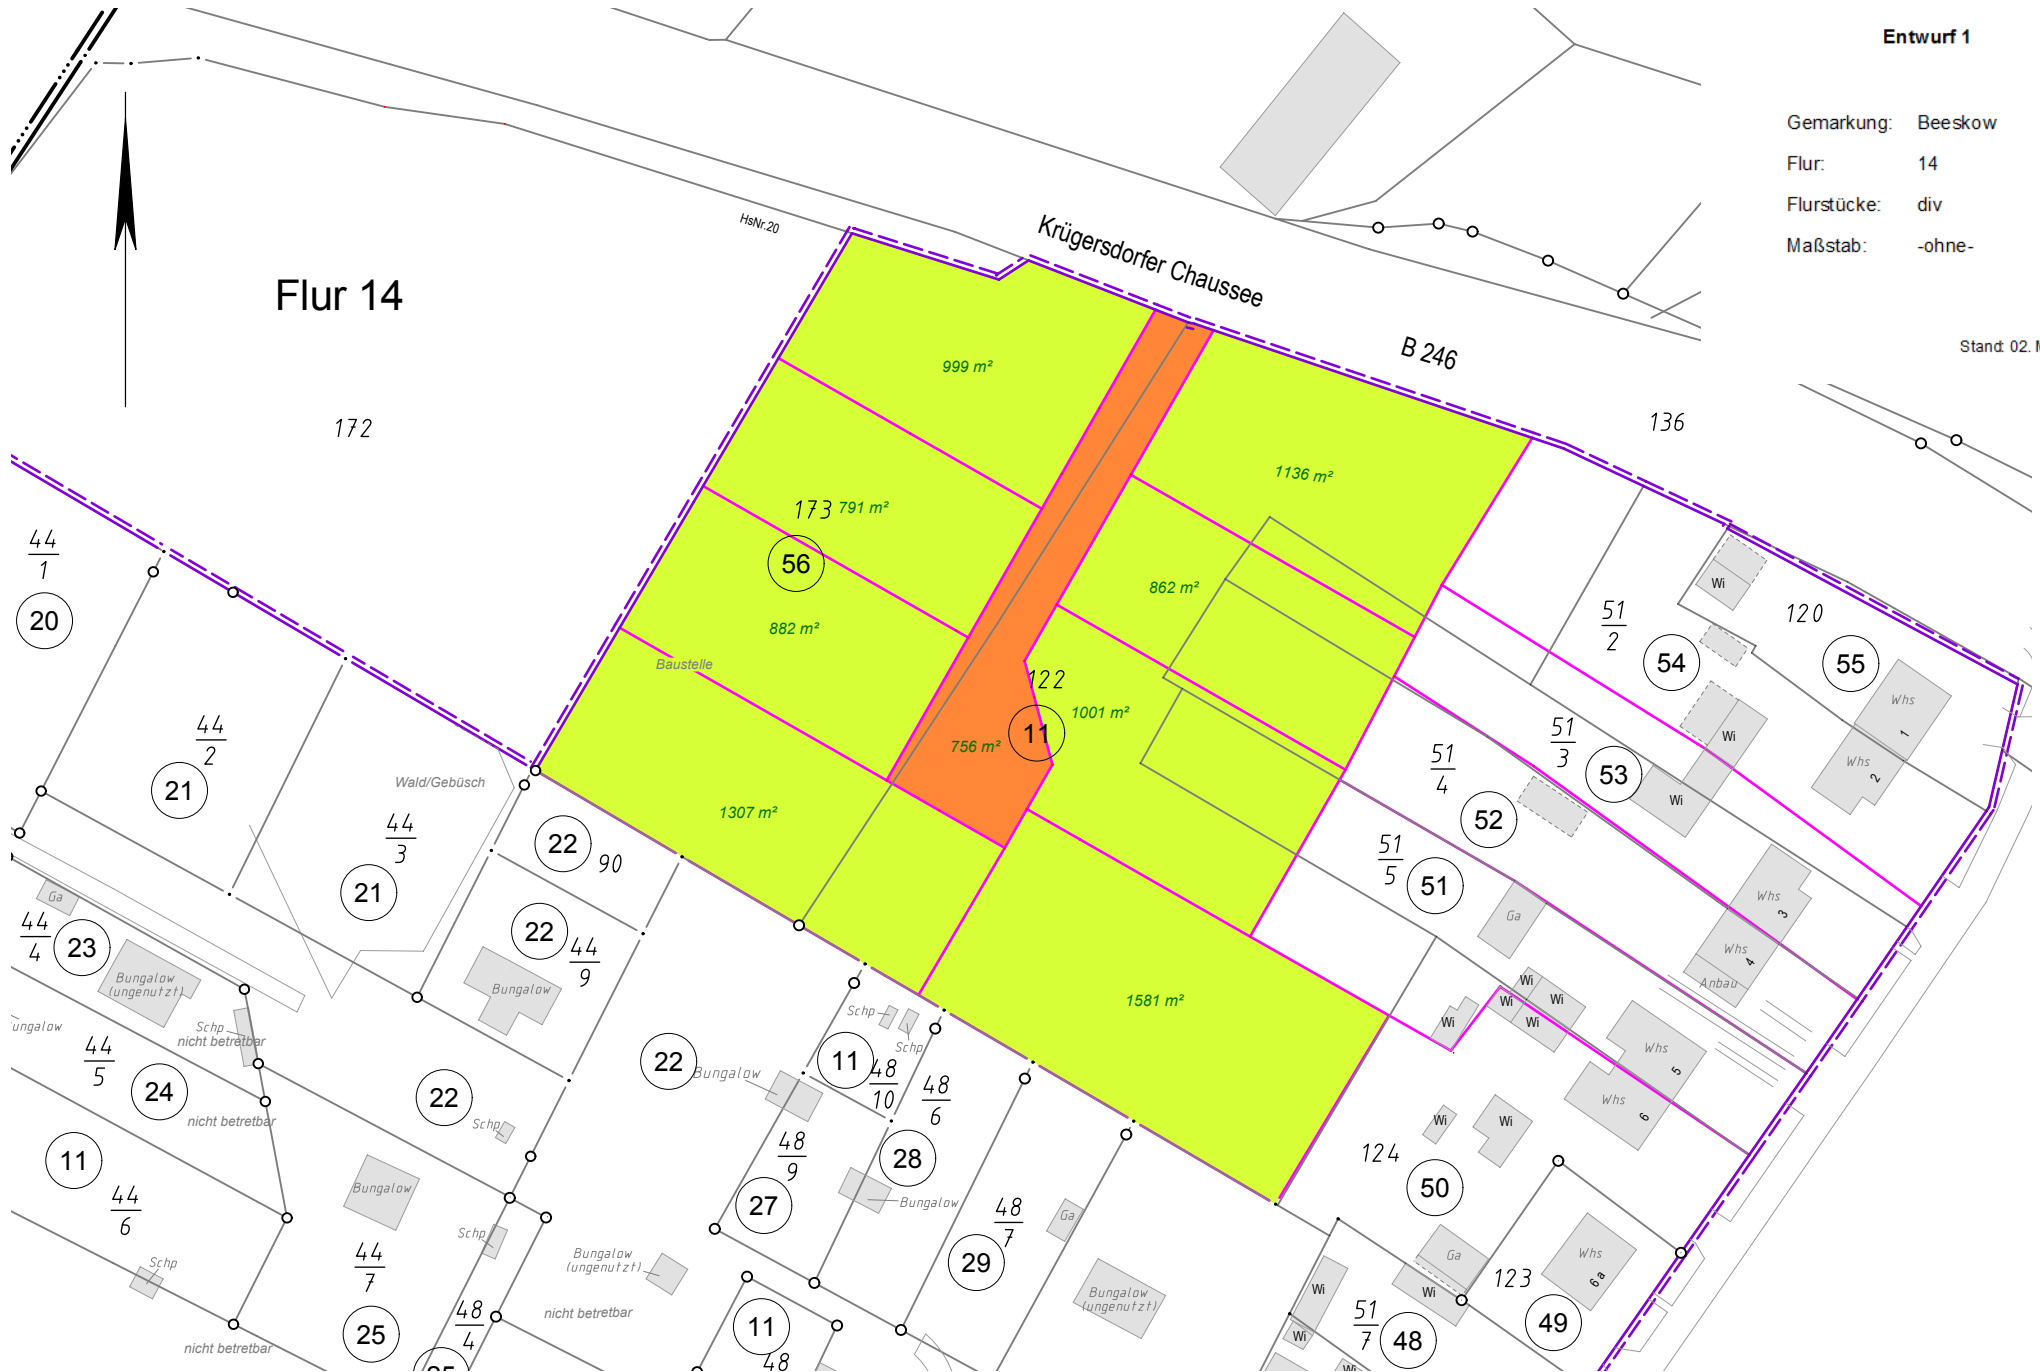 Entwurf 1
Gemarkung: Beeskow
Flur: 14
Flurstücke: div
Maßstab: -ohne-
Stand: 02.
HsNr.20
Krügersdorfer Chaussee
B 246
Flur 14
172
136
999 m²
1136 m²
173
791 m²
56
862 m²
882 m²
Baustelle
122
1001 m²
11
756 m²
1307 m²
1581 m²
44
1
20
44
2
21
44
3
21
Wald/Gebüsch
22
90
22
44
9
Bungalow
51
2
54
Wi
120
55
Whs
1
Whs
2
51
3
53
Wi
Wi
51
4
52
51
5
51
Ga
Whs
3
Whs
4
Anbau
Wi
Wi
Wi
Wi
Wi
Whs
5
Whs
6
Wi
Wi
124
50
Ga
44
4
23
Bungalow
(ungenutzt)
Schp
nicht betretbar
ungalow
44
5
24
nicht betretbar
22
Schp
22
Bungalow
11
Schp
Schp
48
10
48
6
48
9
27
28
Bungalow
11
44
6
Schp
Bungalow
44
7
25
Schp
48
4
Bungalow
(ungenutzt)
nicht betretbar
nicht betretbar
11
48
48
7
29
Ga
Bungalow
(ungenutzt)
Wi
Wi
51
7
48
Wi
Ga
Wi
123
49
Whs
6a